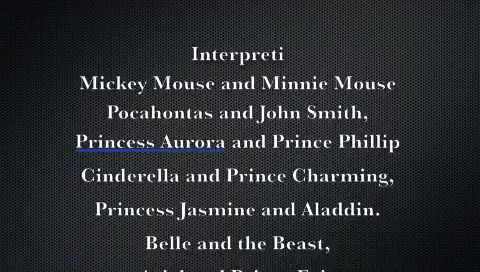 Interpreti
Mickey Mouse and Minnie Mouse
Pocahontas and John Smith,
Princess Aurora and Prince Phillip
Cinderella and Prince Charming,
Princess Jasmine and Aladdin.
Belle and the Beast,